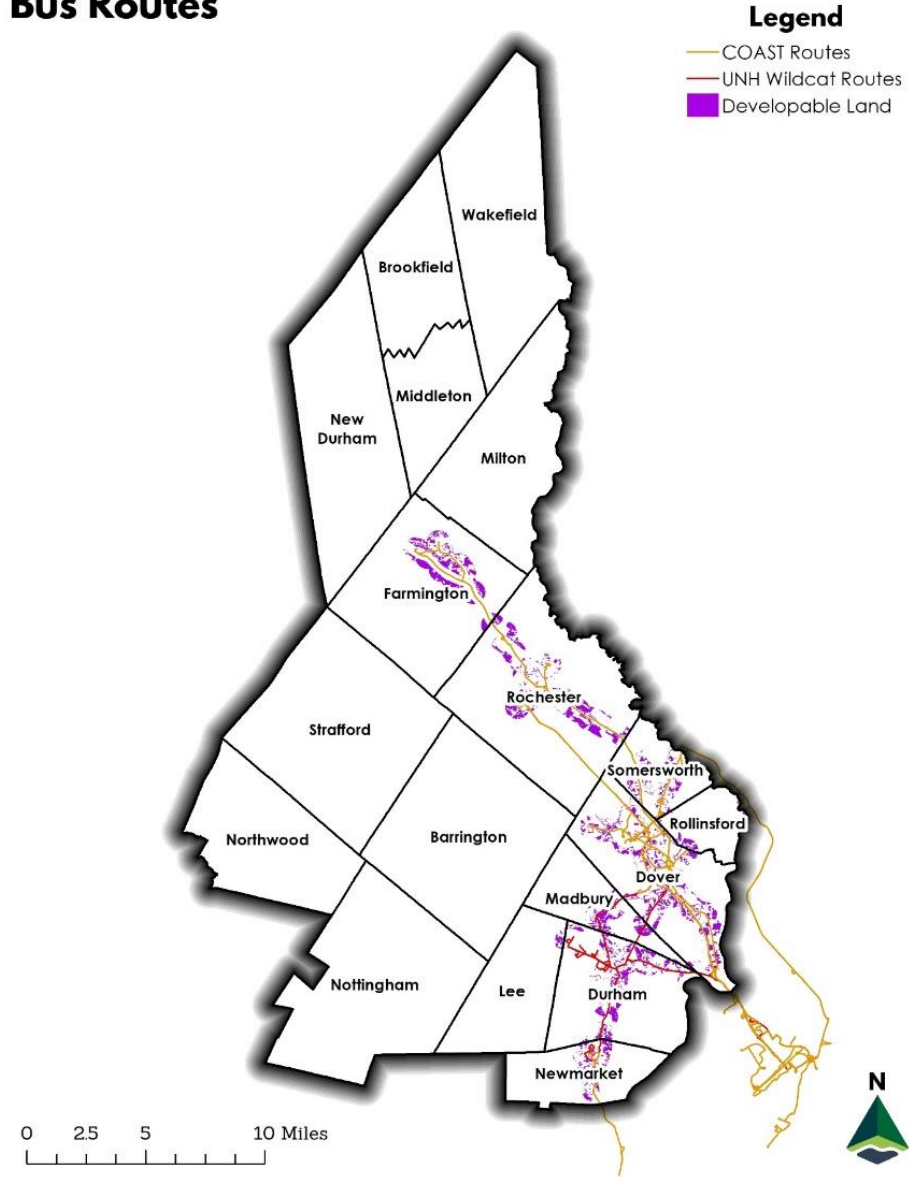 Bus Routes
Legend
COAST Routes
UNH Wildcat Routes
Developable Land
Wakefield
Brookfield
Middleton
New
Durham
Milton
Farmington
Rochester
Strafford
Somersworth
Rollinsford
Northwood
Barrington
Dover
Madbury
Nottingham
Lee
Durham
Newmarket
N
0 2.5 5 10 Miles